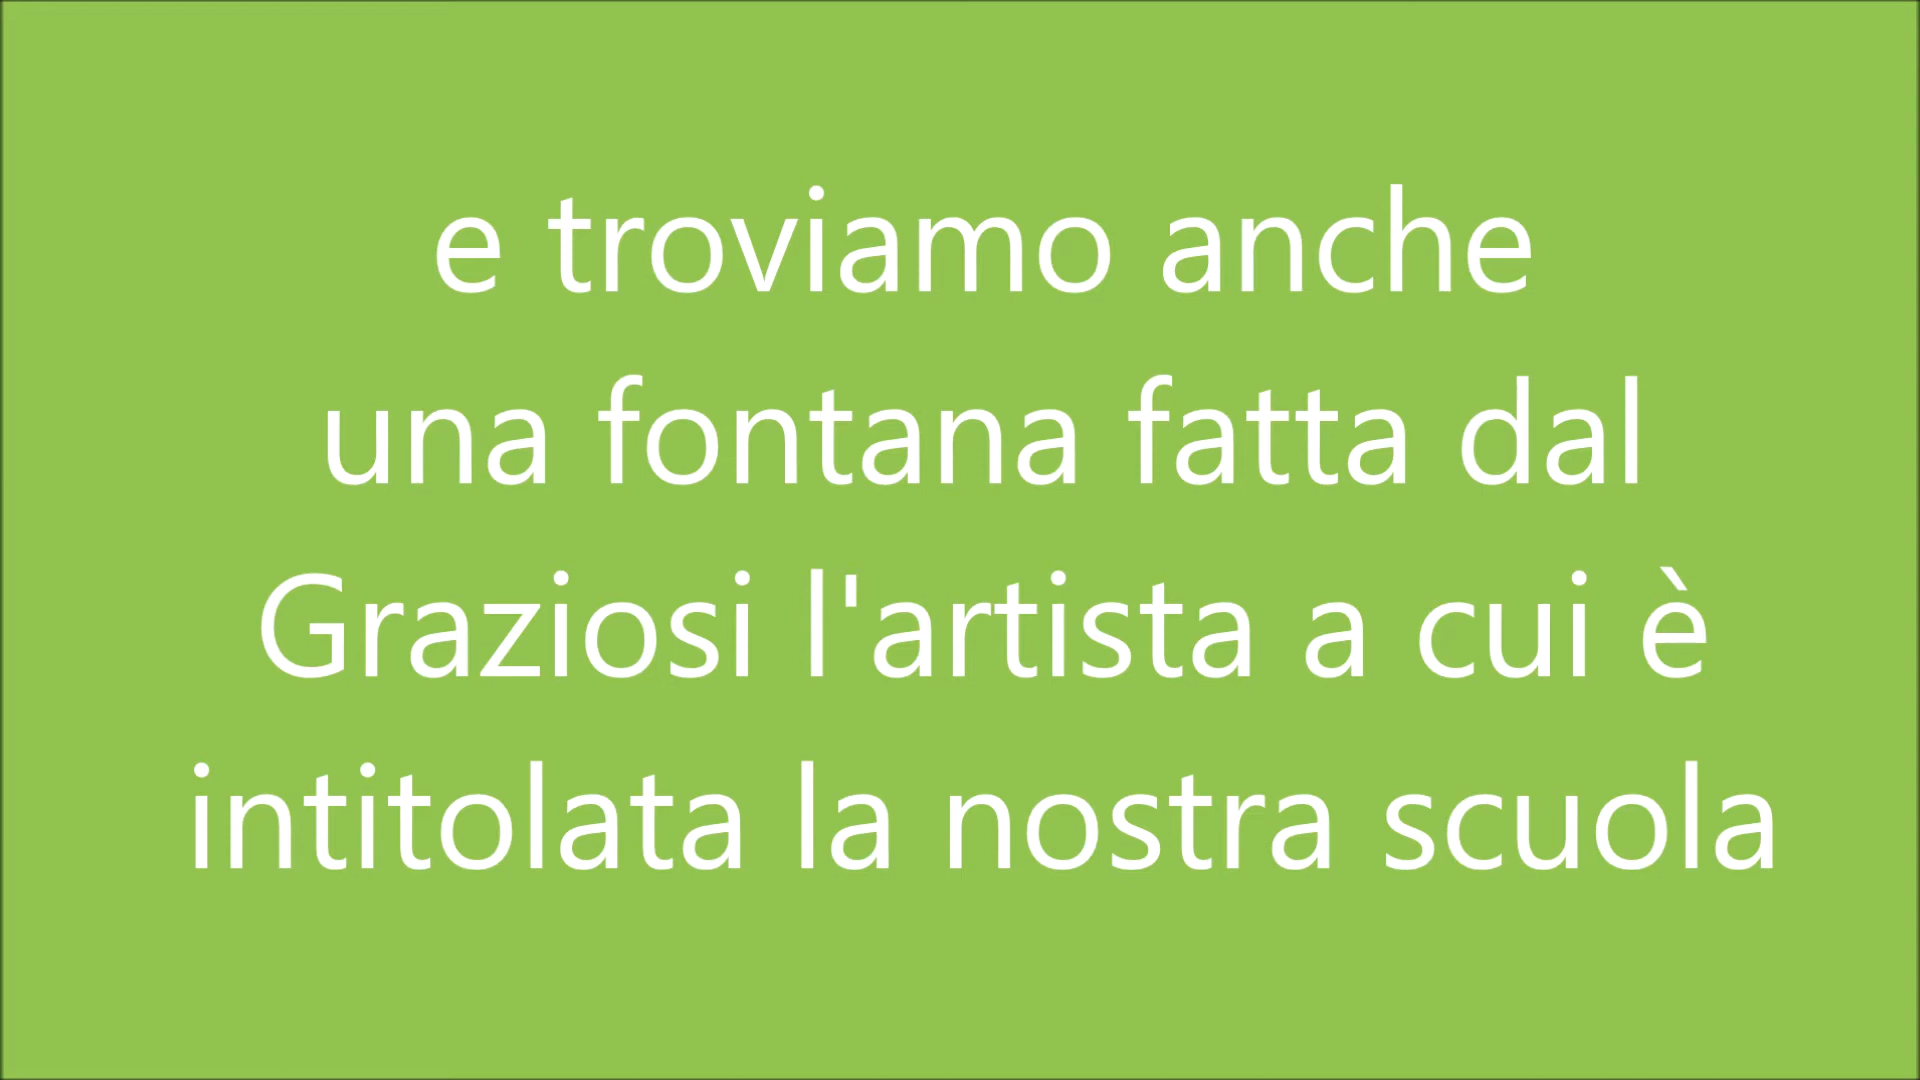 e troviamo anche
una fontana fatta dal
Graziosi l'artista a cui è
intitolata la nostra scuola